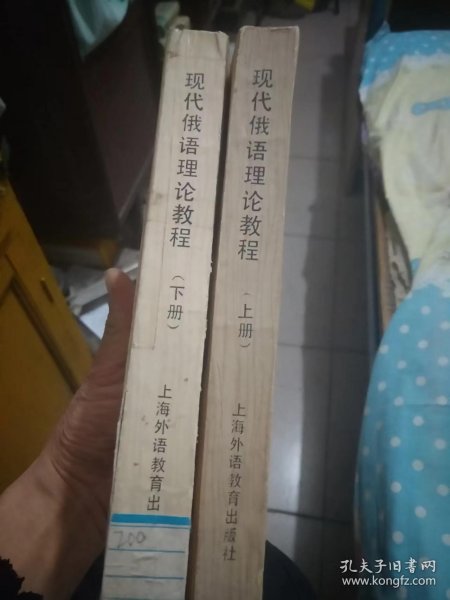 现代俄语理论教程
（下册）
上海外语教育出
200
现代俄语理论教程
（上册）
上海外语教育出版社
孔夫子旧书网
www.kongfz.com